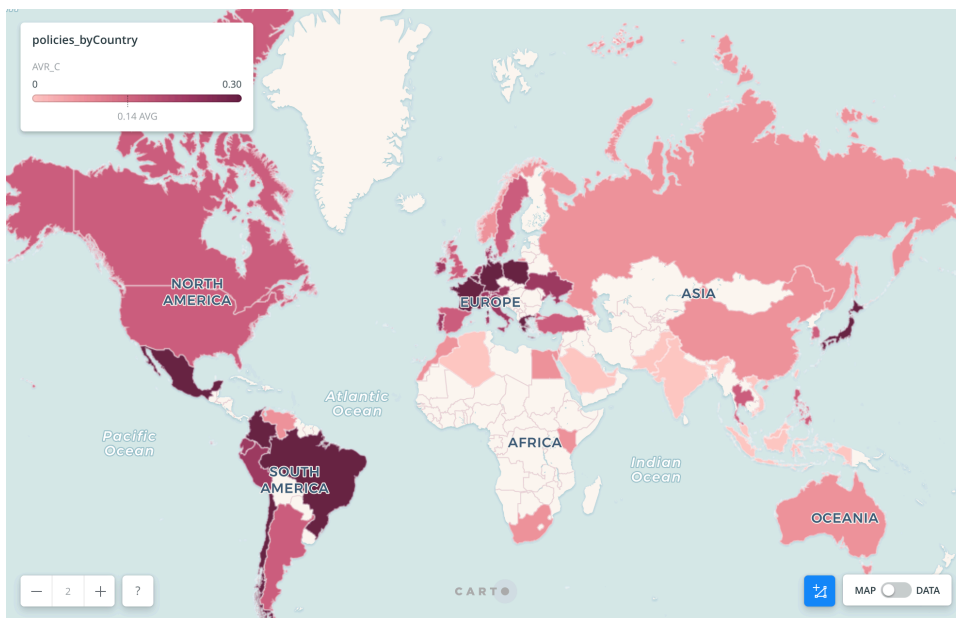 policies_byCountry
AVR_C
0 0.30
0.14 AVG
NORTH
AMERICA
EUROPE
ASIA
Atlantic
Ocean
Pacific
Ocean
AFRICA
SOUTH
AMERICA
Indian
Ocean
OCEANIA
− 2 + ?
CARTO
MAP DATA